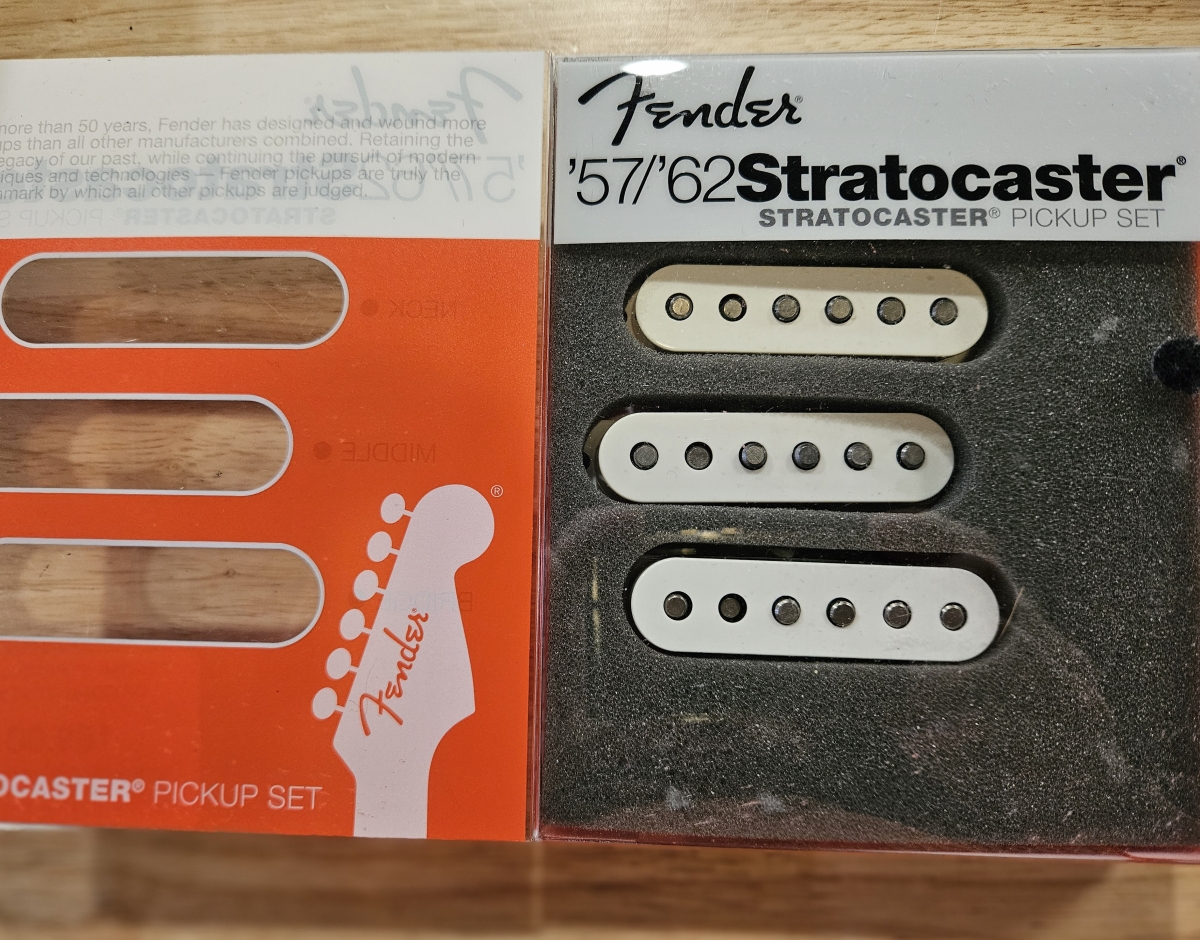 more than 50 years, Fender has designed and wound more
ups than all other manufacturers combined. Retaining the
egacy of our past, while continuing the pursuit of modern
iques and technologies – Fender pickups are truly the
mark by which all other pickups are judged.
NECK
MIDDLE
®
Fender
OCASTER® PICKUP SET
Fender®
'57/'62Stratocaster®
STRATOCASTER® PICKUP SET